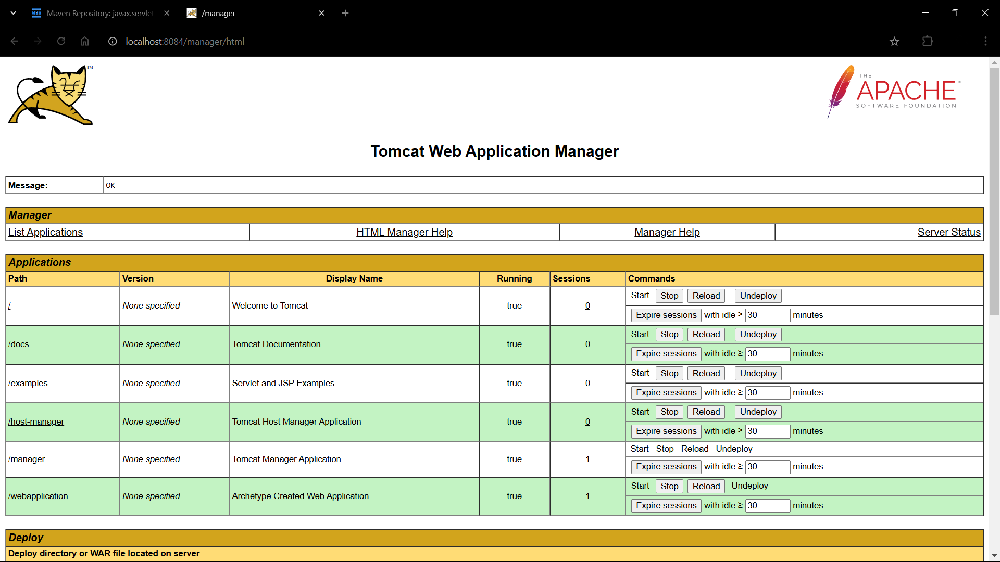 Maven Repository: javax.servlet
/manager
localhost:8084/manager/html
TM
THE
APACHE®
SOFTWARE FOUNDATION
Tomcat Web Application Manager
Message: OK
Manager
List Applications HTML Manager Help Manager Help Server Status
Applications
Path Version Display Name Running Sessions Commands
/ None specified Welcome to Tomcat true 0 Start Stop Reload Undeploy
Expire sessions with idle ≥ 30 minutes
/docs None specified Tomcat Documentation true 0 Start Stop Reload Undeploy
Expire sessions with idle ≥ 30 minutes
/examples None specified Servlet and JSP Examples true 0 Start Stop Reload Undeploy
Expire sessions with idle ≥ 30 minutes
/host-manager None specified Tomcat Host Manager Application true 0 Start Stop Reload Undeploy
Expire sessions with idle ≥ 30 minutes
/manager None specified Tomcat Manager Application true 1 Start Stop Reload Undeploy
Expire sessions with idle ≥ 30 minutes
/webapplication None specified Archetype Created Web Application true 1 Start Stop Reload Undeploy
Expire sessions with idle ≥ 30 minutes
Deploy
Deploy directory or WAR file located on server